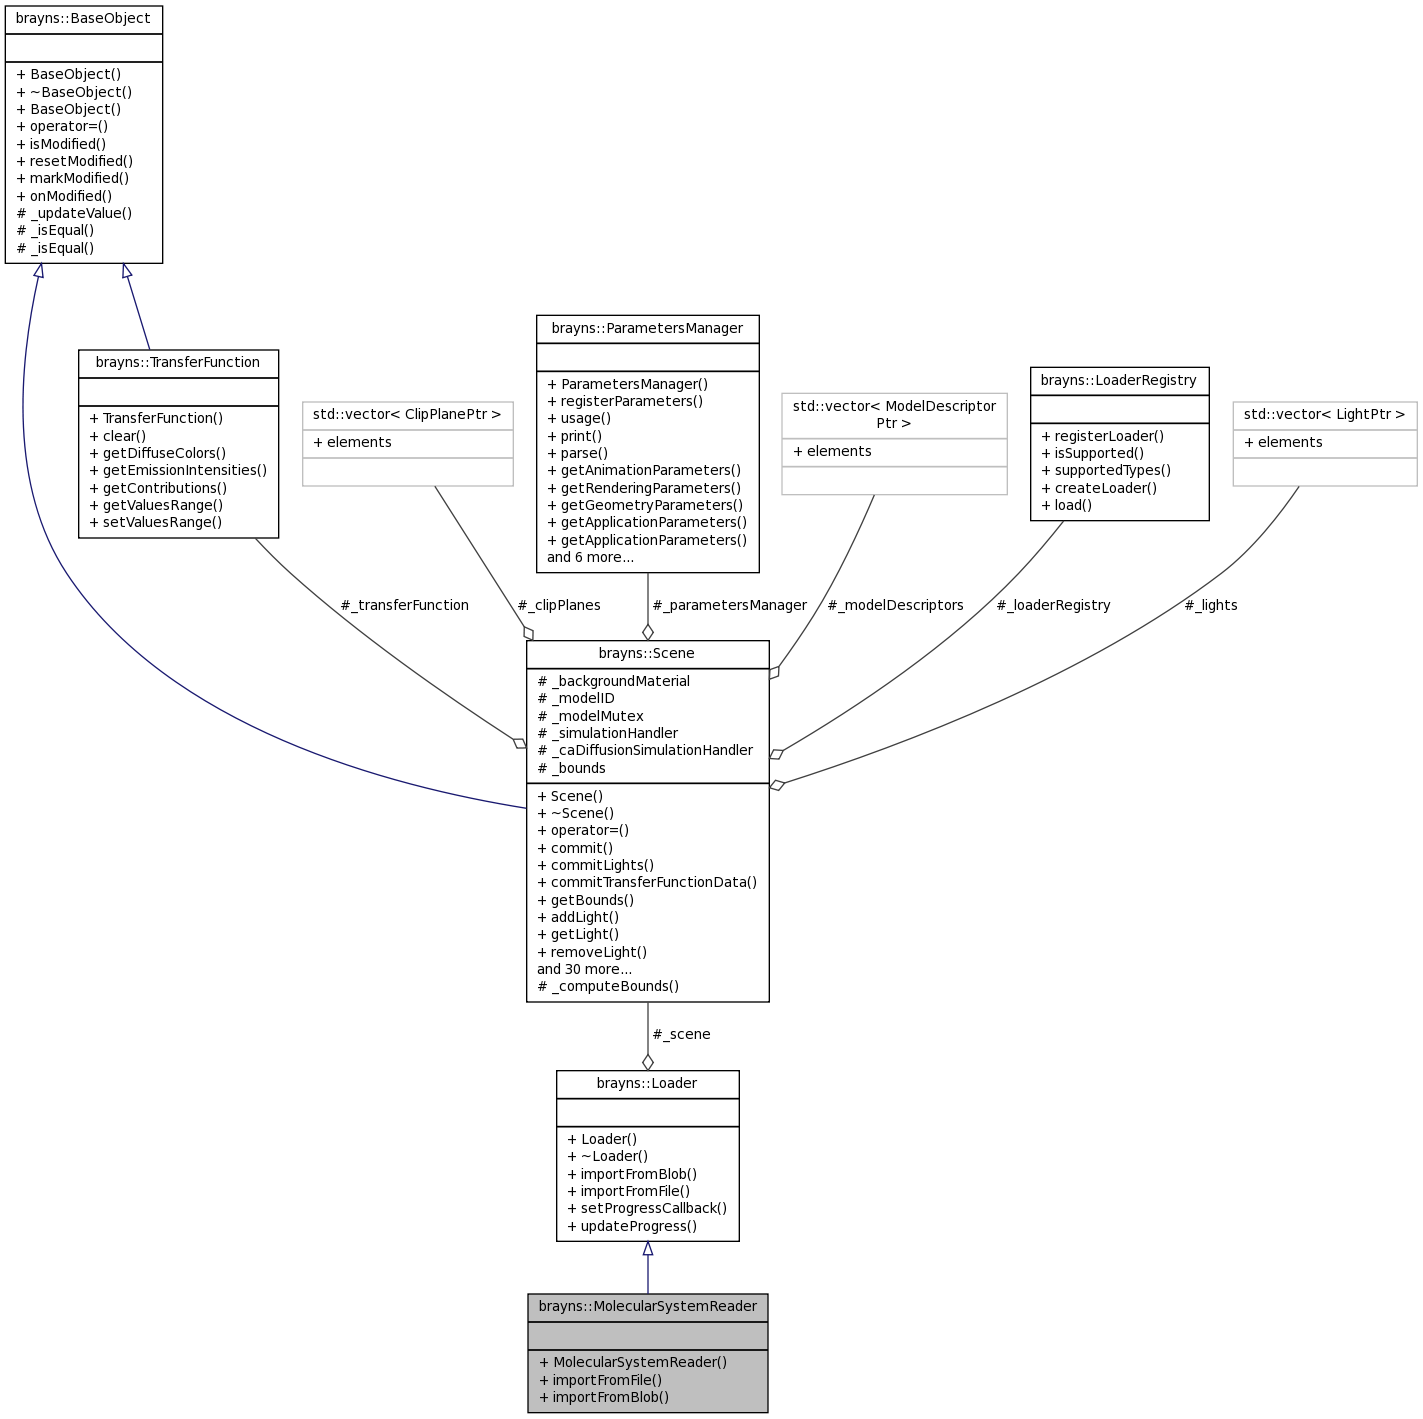 brayns::BaseObject
+ BaseObject()
+ ~BaseObject()
+ BaseObject()
+ operator=()
+ isModified()
+ resetModified()
+ markModified()
+ onModified()
# _updateValue()
# _isEqual()
# _isEqual()
brayns::TransferFunction
+ TransferFunction()
+ clear()
+ getDiffuseColors()
+ getEmissionIntensities()
+ getContributions()
+ getValuesRange()
+ setValuesRange()
std::vector< ClipPlanePtr >
+ elements
brayns::ParametersManager
+ ParametersManager()
+ registerParameters()
+ usage()
+ print()
+ parse()
+ getAnimationParameters()
+ getRenderingParameters()
+ getGeometryParameters()
+ getApplicationParameters()
+ getApplicationParameters()
and 6 more...
std::vector< ModelDescriptor
Ptr >
+ elements
brayns::LoaderRegistry
+ registerLoader()
+ isSupported()
+ supportedTypes()
+ createLoader()
+ load()
std::vector< LightPtr >
+ elements
#_transferFunction
#_clipPlanes
#_parametersManager
#_modelDescriptors
#_loaderRegistry
#_lights
brayns::Scene
# _backgroundMaterial
# _modelID
# _modelMutex
# _simulationHandler
# _caDiffusionSimulationHandler
# _bounds
+ Scene()
+ ~Scene()
+ operator=()
+ commit()
+ commitLights()
+ commitTransferFunctionData()
+ getBounds()
+ addLight()
+ getLight()
+ removeLight()
and 30 more...
# _computeBounds()
#_scene
brayns::Loader
+ Loader()
+ ~Loader()
+ importFromBlob()
+ importFromFile()
+ setProgressCallback()
+ updateProgress()
brayns::MolecularSystemReader
+ MolecularSystemReader()
+ importFromFile()
+ importFromBlob()